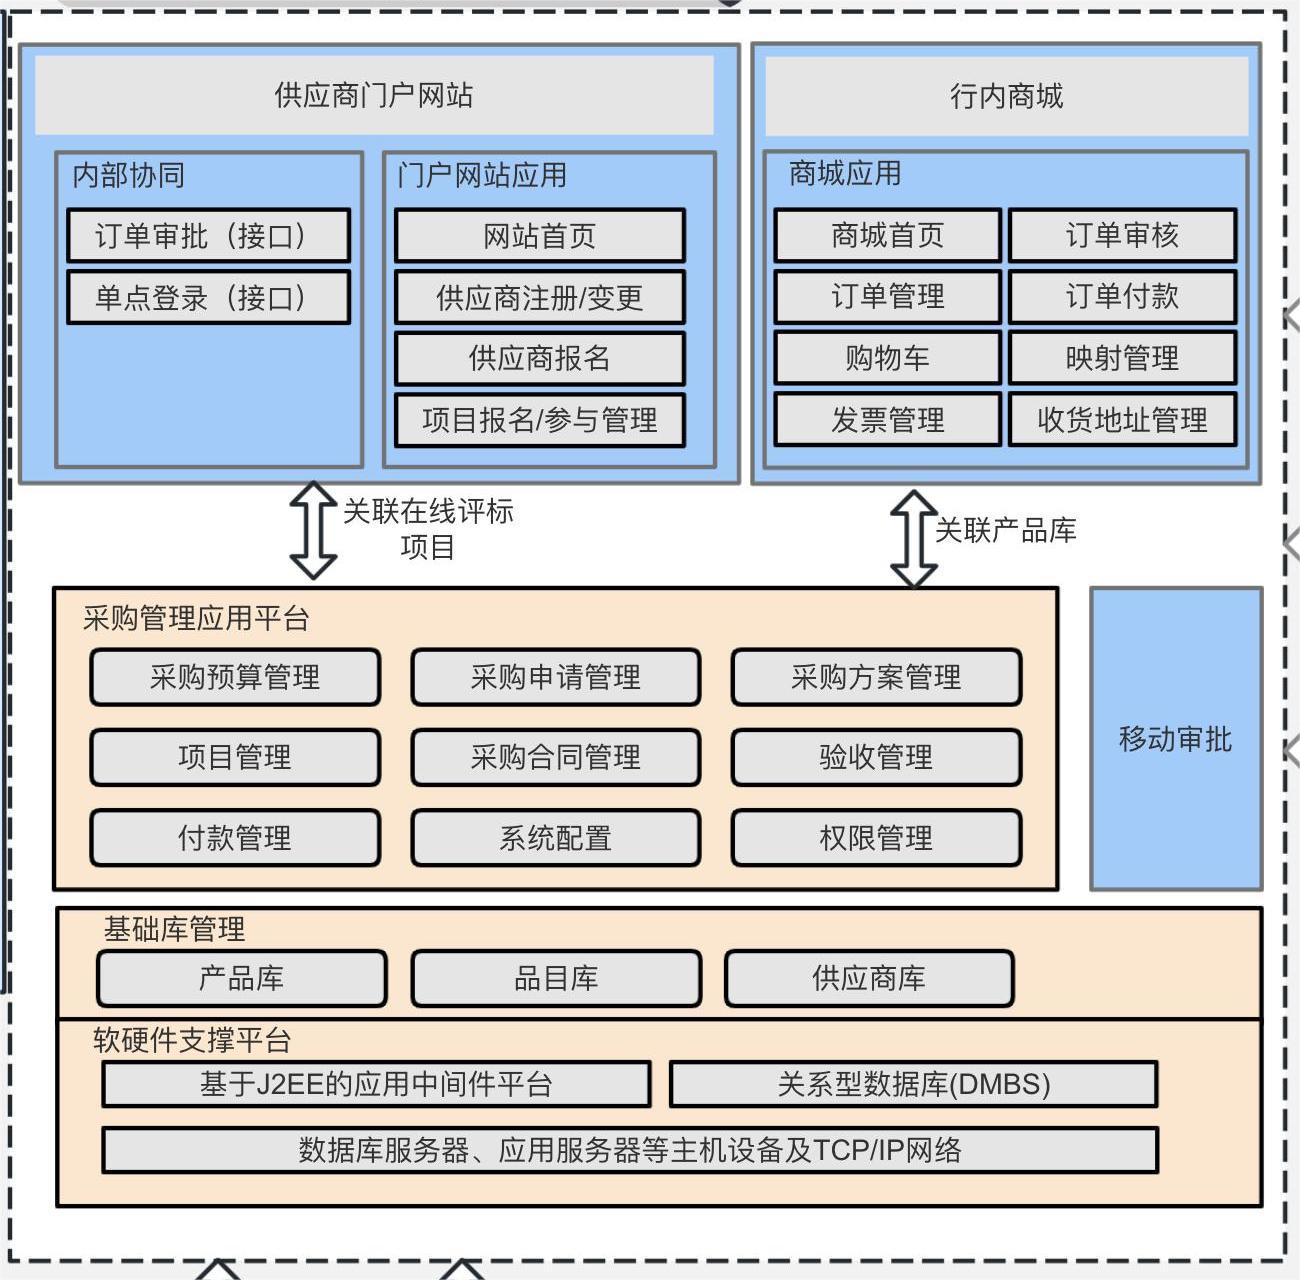 供应商门户网站
内部协同
订单审批（接口）
单点登录（接口）
门户网站应用
网站首页
供应商注册/变更
供应商报名
项目报名/参与管理
行内商城
商城应用
商城首页
订单审核
订单管理
订单付款
购物车
映射管理
发票管理
收货地址管理
关联在线评标
项目
关联产品库
采购管理应用平台
采购预算管理
采购申请管理
采购方案管理
项目管理
采购合同管理
验收管理
付款管理
系统配置
权限管理
移动审批
基础库管理
产品库
品目库
供应商库
软硬件支撑平台
基于J2EE的应用中间件平台
关系型数据库(DMBS)
数据库服务器、应用服务器等主机设备及TCP/IP网络